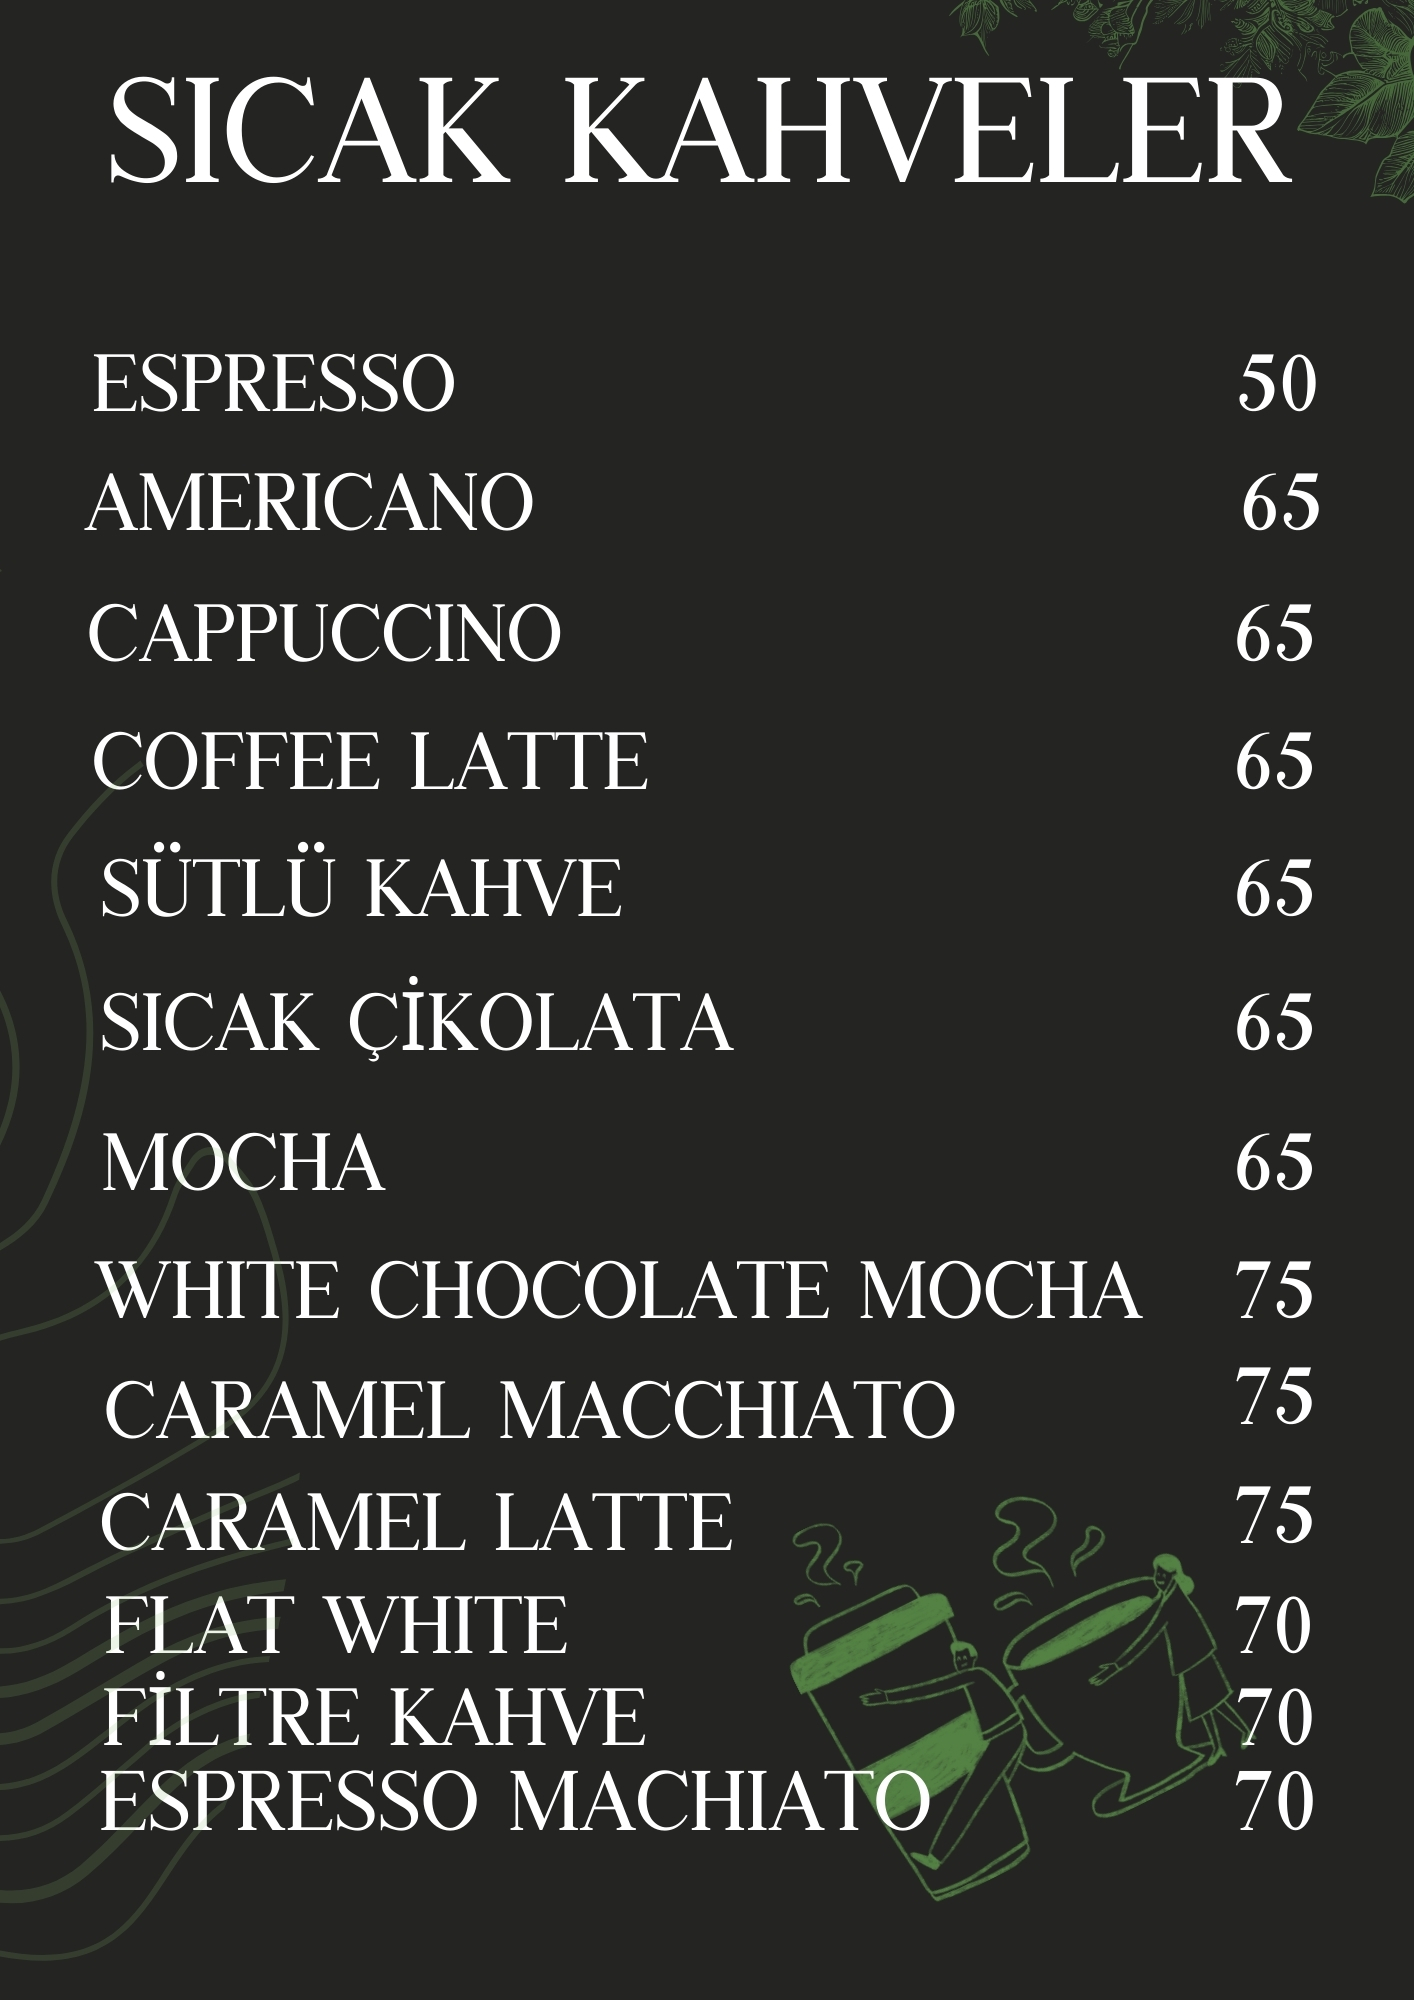 SICAK KAHVELER
ESPRESSO 50
AMERICANO 65
CAPPUCCINO 65
COFFEE LATTE 65
SÜTLÜ KAHVE 65
SICAK ÇİKOLATA 65
MOCHA 65
WHITE CHOCOLATE MOCHA 75
CARAMEL MACCHIATO 75
CARAMEL LATTE 75
FLAT WHITE 70
FİLTRE KAHVE 70
ESPRESSO MACHIATO 70